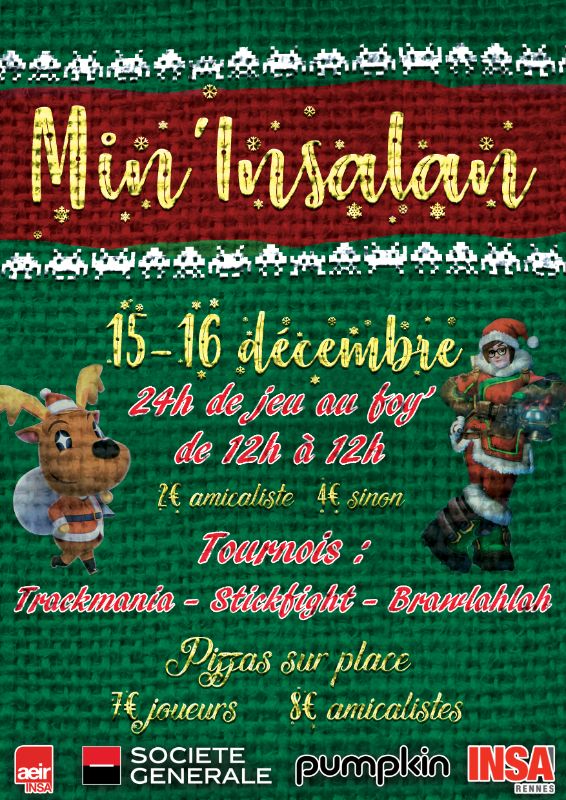 Min'Insalan
15-16 décembre
24h de jeu au foy'
de 12h à 12h
2€ amicaliste 4€ sinon
Tournois :
Trackmania - Stickfight - Brawlahlah
Pizzas sur place
7€ joueurs 8€ amicalistes
aeir
INSA
SOCIETE
GENERALE
pumpkin
INSA
RENNES